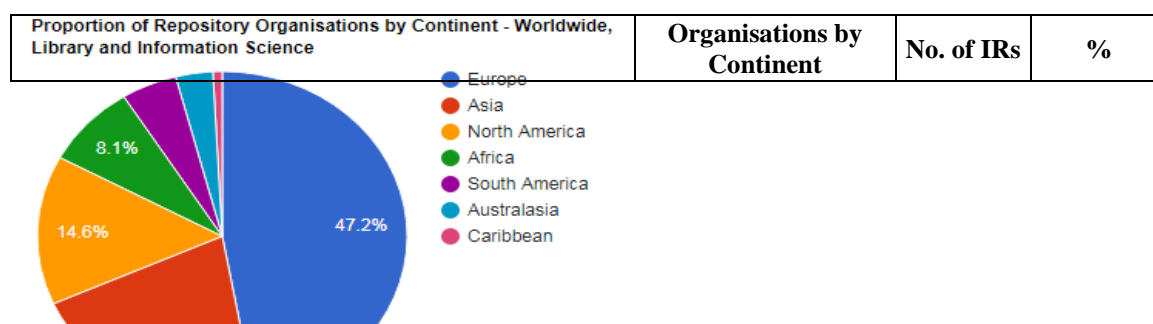 Proportion of Repository Organisations by Continent - Worldwide,
Library and Information Science
Organisations by
Continent
No. of IRs
%
Europe
Asia
North America
Africa
South America
Australasia
Caribbean
8.1%
14.6%
47.2%